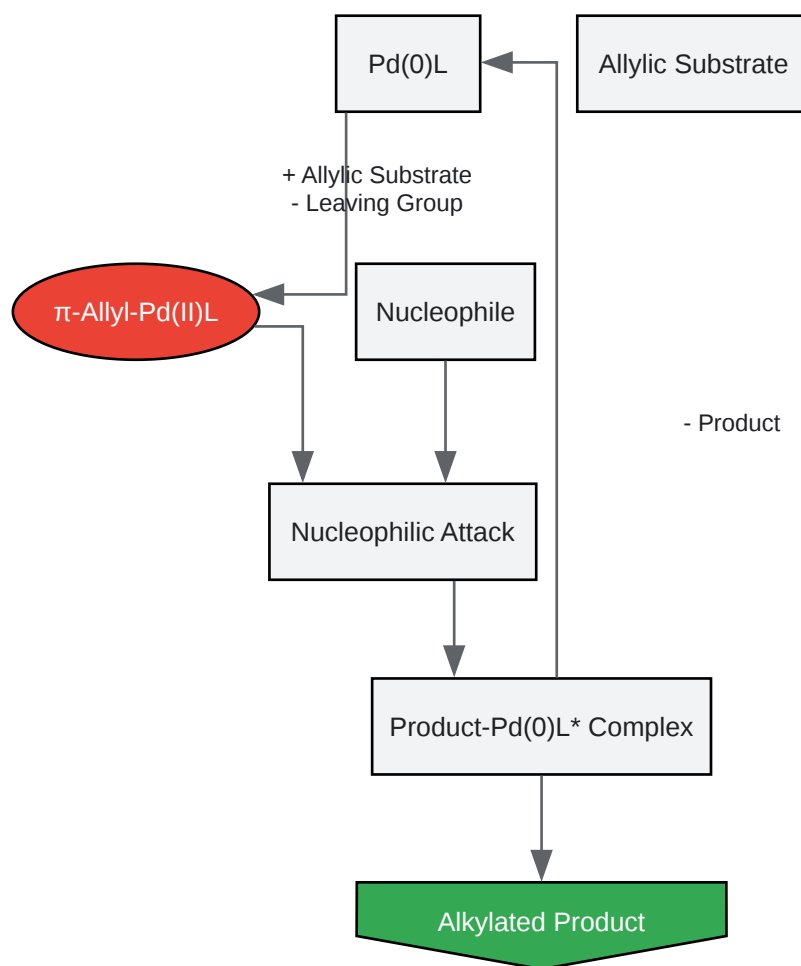 Pd(0)L
Allylic Substrate
+ Allylic Substrate
- Leaving Group
π-Allyl-Pd(II)L
Nucleophile
- Product
Nucleophilic Attack
Product-Pd(0)L* Complex
Alkylated Product